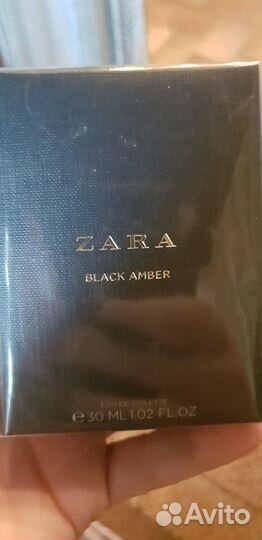 ZARA
BLACK AMBER
EAU DE TOILETTE
℮30 ML 1.02 FL.OZ
Avito